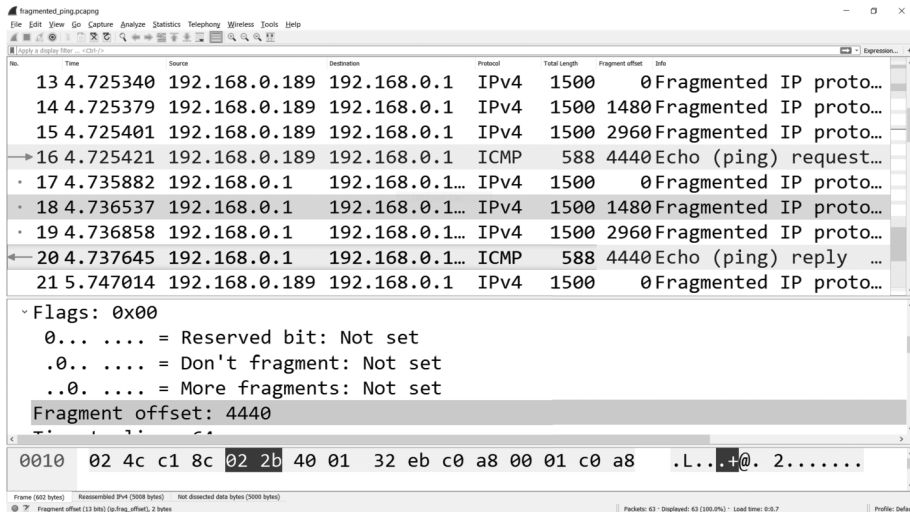 fragmented_ping.pcapng
File Edit View Go Capture Analyze Statistics Telephony Wireless Tools Help
Apply a display filter ... <Ctrl-/> Expression...
No. Time Source Destination Protocol Total Length Fragment offset Info
13 4.725340 192.168.0.189 192.168.0.1 IPv4 1500 0 Fragmented IP proto…
14 4.725379 192.168.0.189 192.168.0.1 IPv4 1500 1480 Fragmented IP proto…
15 4.725401 192.168.0.189 192.168.0.1 IPv4 1500 2960 Fragmented IP proto…
16 4.725421 192.168.0.189 192.168.0.1 ICMP 588 4440 Echo (ping) request…
17 4.735882 192.168.0.1 192.168.0.1… IPv4 1500 0 Fragmented IP proto…
18 4.736537 192.168.0.1 192.168.0.1… IPv4 1500 1480 Fragmented IP proto…
19 4.736858 192.168.0.1 192.168.0.1… IPv4 1500 2960 Fragmented IP proto…
20 4.737645 192.168.0.1 192.168.0.1… ICMP 588 4440 Echo (ping) reply …
21 5.747014 192.168.0.189 192.168.0.1 IPv4 1500 0 Fragmented IP proto…
Flags: 0x00
0... .... = Reserved bit: Not set
.0.. .... = Don't fragment: Not set
..0. .... = More fragments: Not set
Fragment offset: 4440
0010 02 4c c1 8c 02 2b 40 01 32 eb c0 a8 00 01 c0 a8 .L...+@. 2.......
Frame (602 bytes) Reassembled IPv4 (5008 bytes) Not dissected data bytes (5000 bytes)
Fragment offset (13 bits) (ip.frag_offset), 2 bytes Packets: 63 · Displayed: 63 (100.0%) · Load time: 0:0.7 Profile: Defau